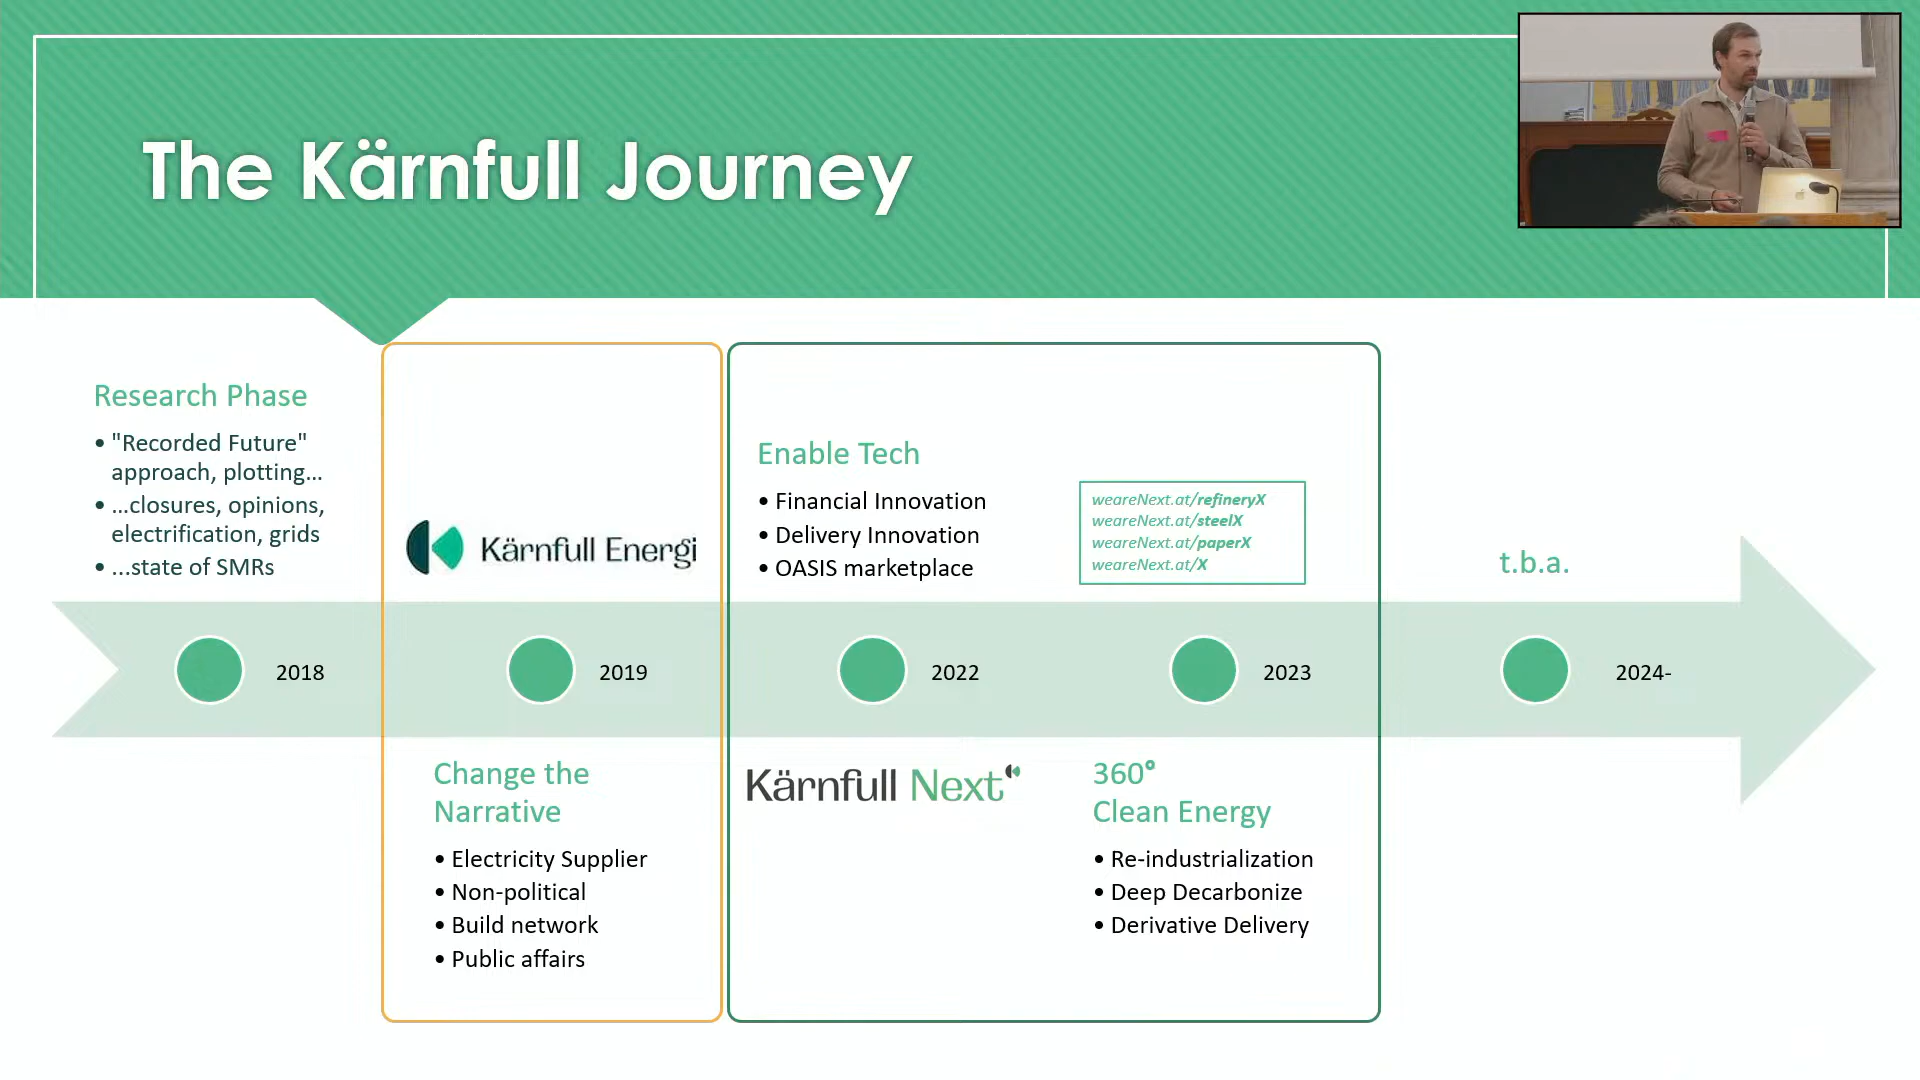 The Kärnfull Journey
Research Phase
• "Recorded Future"
approach, plotting...
• ...closures, opinions,
electrification, grids
• ...state of SMRs
Kärnfull Energi
Enable Tech
• Financial Innovation
• Delivery Innovation
• OASIS marketplace
weareNext.at/refineryX
weareNext.at/steelX
weareNext.at/paperX
weareNext.at/X
t.b.a.
2018
2019
2022
2023
2024-
Change the
Narrative
• Electricity Supplier
• Non-political
• Build network
• Public affairs
Kärnfull Next
360°
Clean Energy
• Re-industrialization
• Deep Decarbonize
• Derivative Delivery